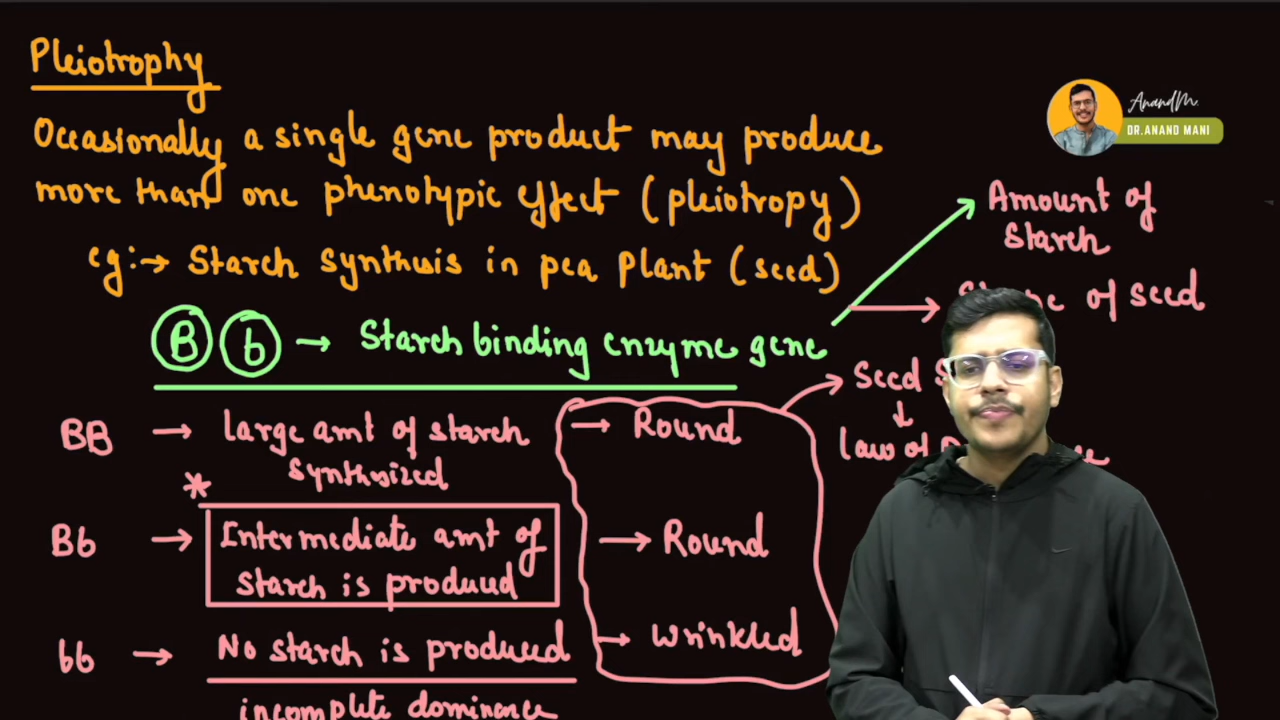 Pleiotrophy
Occasionally a single gene product may produce
more than one phenotypic effect (pleiotropy)
eg:→ Starch synthesis in pea plant (seed)
B b → Starch binding enzyme gene
Amount of
Starch
of seed
Seed
↓
law of
BB → large amt of starch
synthesized
→ Round
*
Bb → Intermediate amt of
starch is produced
→ Round
bb → No starch is produced
→ wrinkled
incomplete dominance
AnandM.
DR.ANAND MANI